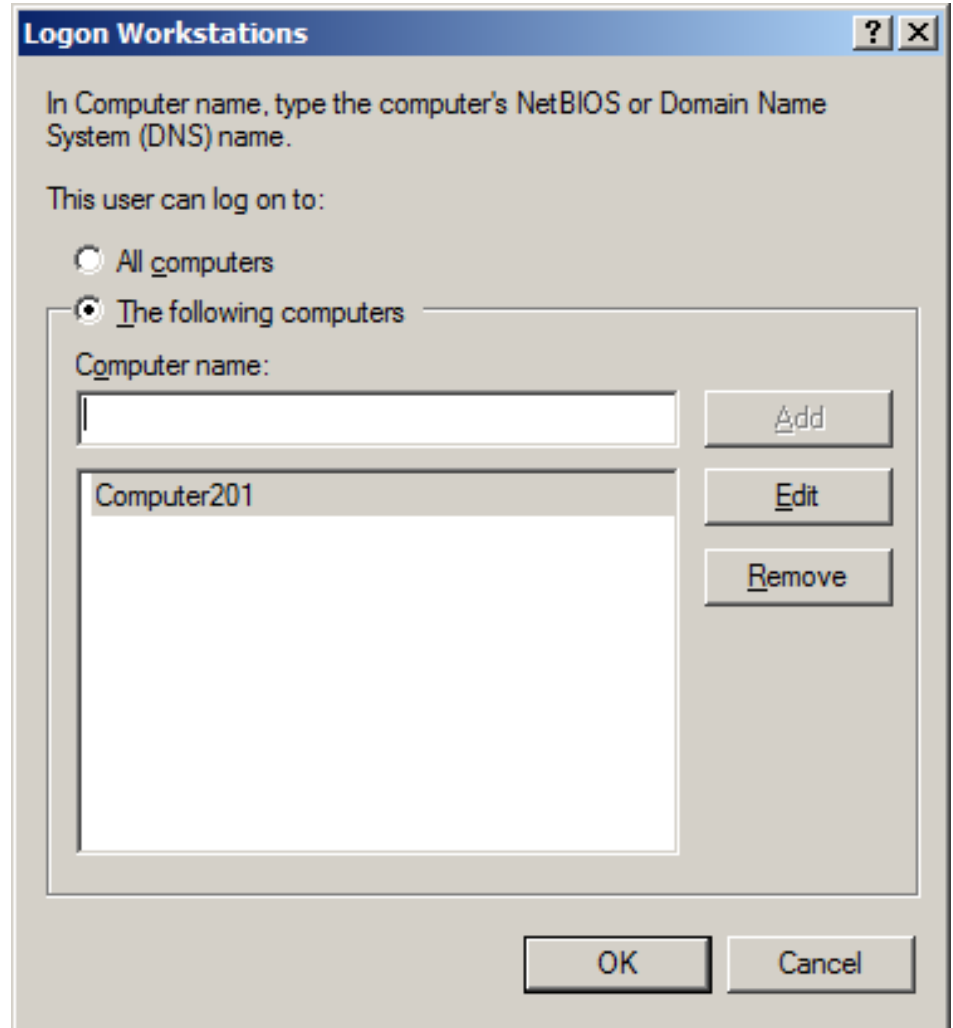 Logon Workstations
In Computer name, type the computer's NetBIOS or Domain Name
System (DNS) name.
This user can log on to:
All computers
The following computers
Computer name:
Add
Computer201
Edit
Remove
OK
Cancel